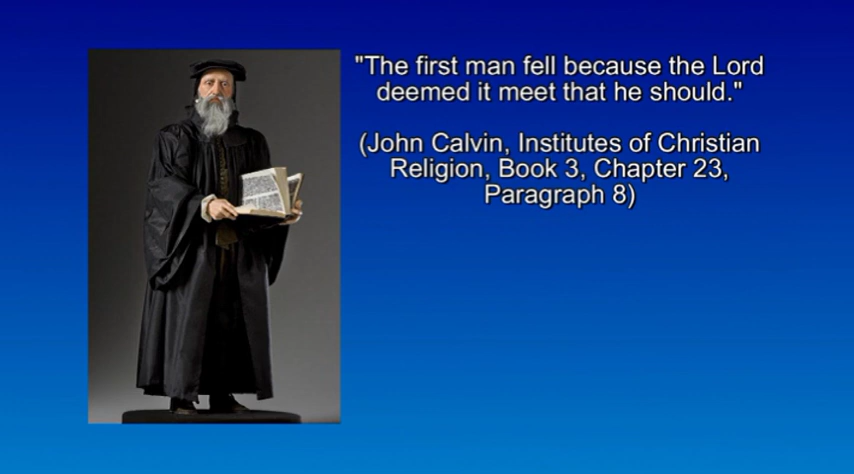 "The first man fell because the Lord
deemed it meet that he should."
(John Calvin, Institutes of Christian
Religion, Book 3, Chapter 23,
Paragraph 8)